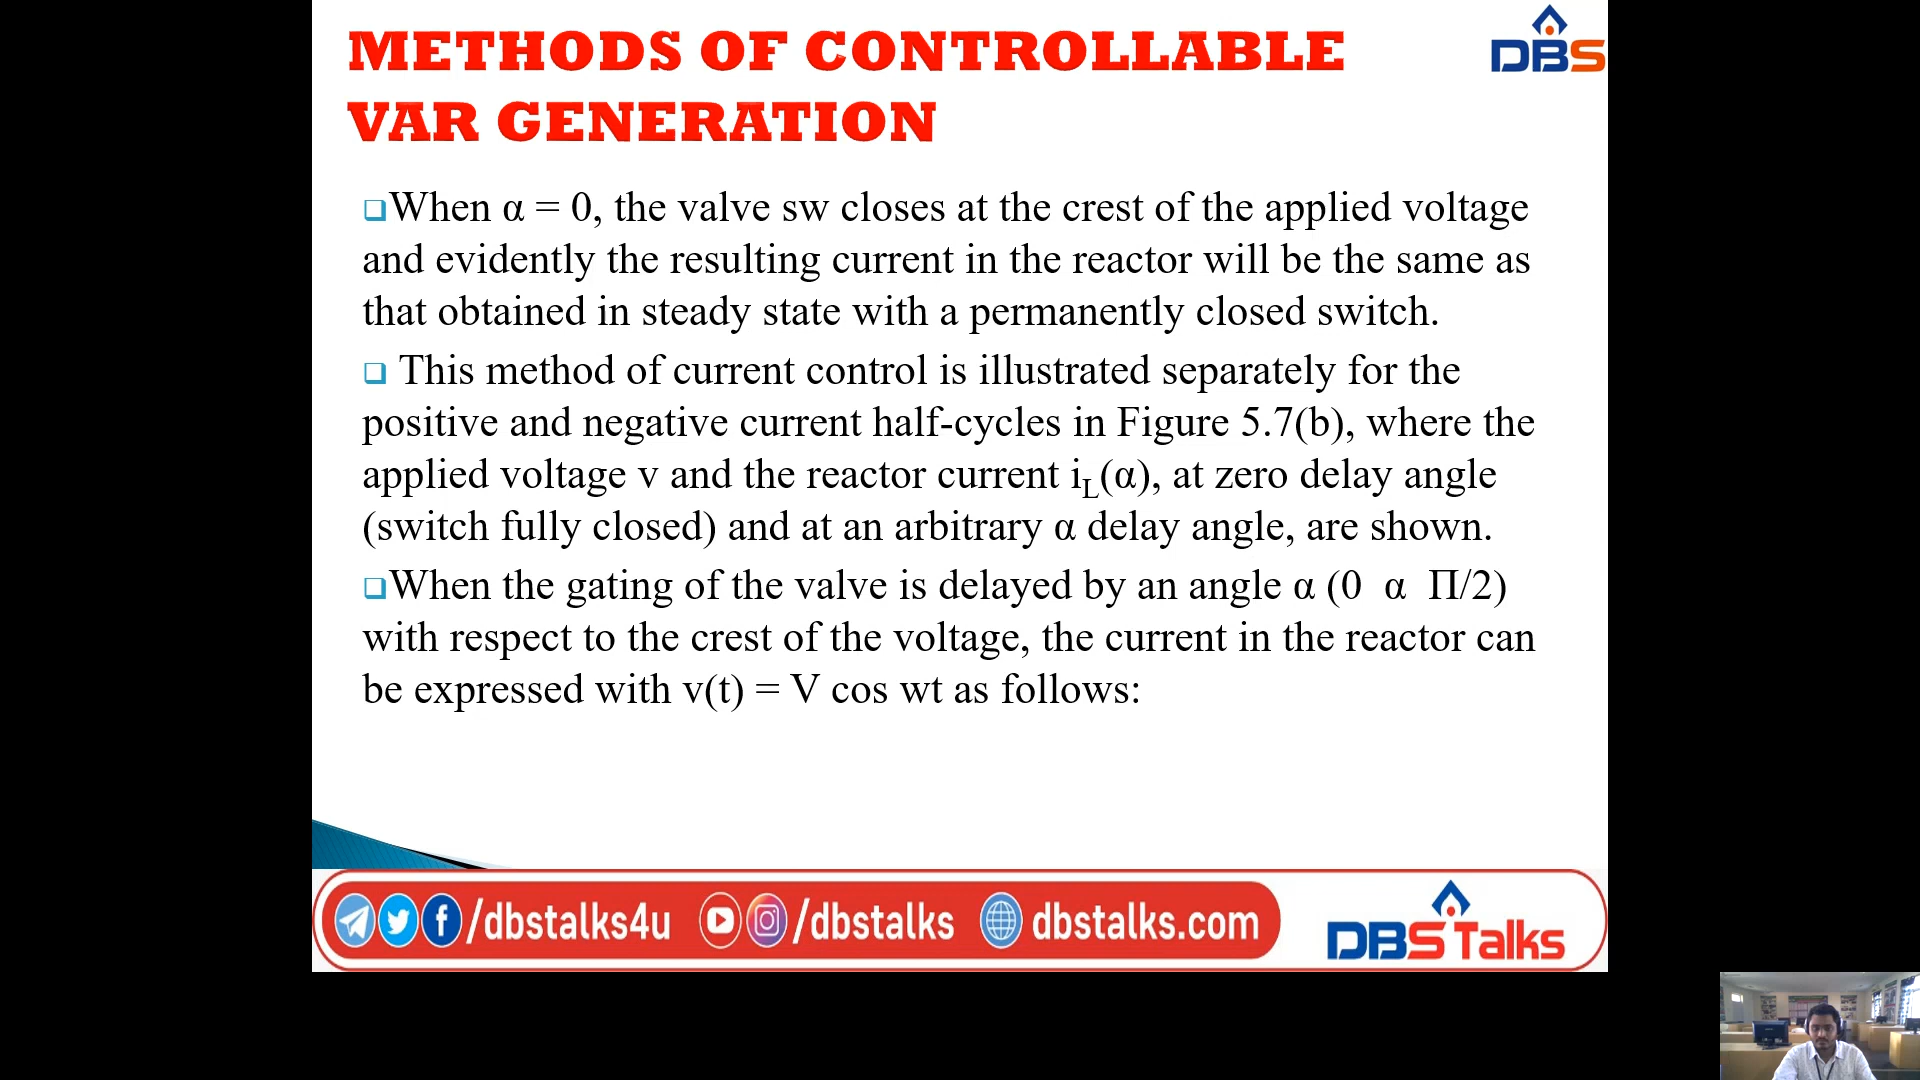 METHODS OF CONTROLLABLE
VAR GENERATION
DBS
When α = 0, the valve sw closes at the crest of the applied voltage
and evidently the resulting current in the reactor will be the same as
that obtained in steady state with a permanently closed switch.
This method of current control is illustrated separately for the
positive and negative current half-cycles in Figure 5.7(b), where the
applied voltage v and the reactor current iL(α), at zero delay angle
(switch fully closed) and at an arbitrary α delay angle, are shown.
When the gating of the valve is delayed by an angle α (0 α Π/2)
with respect to the crest of the voltage, the current in the reactor can
be expressed with v(t) = V cos wt as follows:
/dbstalks4u /dbstalks dbstalks.com
DBS Talks